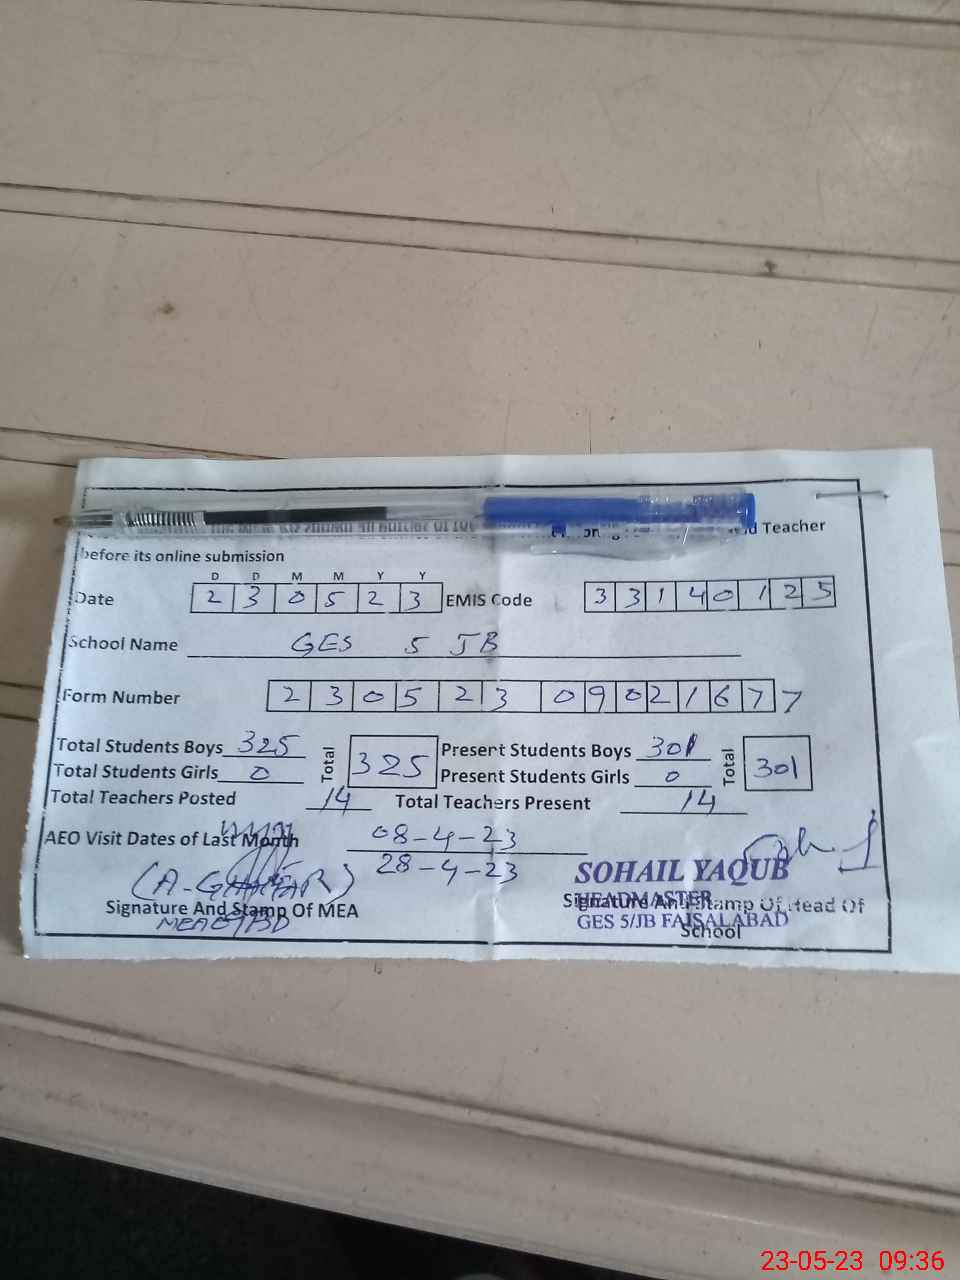 nd Teacher
before its online submission
D D M M Y Y
Date 2 3 0 5 2 3 EMIS Code 3 3 1 4 0 1 2 5
School Name GES 5 JB
Form Number 2 3 0 5 2 3 0 9 0 2 1 6 7 7
Total Students Boys 325 Total 325 Present Students Boys 301 Total 301
Total Students Girls 0 Present Students Girls 0
Total Teachers Posted 14 Total Teachers Present 14
AEO Visit Dates of Last Month 08-4-23
28-4-23
SOHAIL YAQUB
(A-GHAFFAR) HEADMASTER
Signature And Stamp Of MEA Signature And Stamp Of Head Of
GES 5/JB FAISALABAD
School
23-05-23 09:36